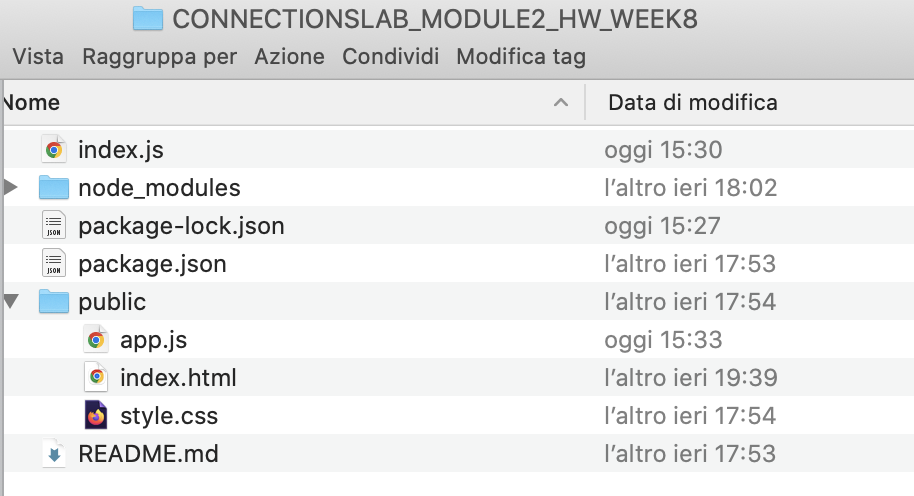 CONNECTIONSLAB_MODULE2_HW_WEEK8
Vista Raggruppa per Azione Condividi Modifica tag
Nome Data di modifica
index.js oggi 15:30
node_modules l’altro ieri 18:02
JSON package-lock.json oggi 15:27
JSON package.json l’altro ieri 17:53
public l’altro ieri 17:54
app.js oggi 15:33
index.html l’altro ieri 19:39
style.css l’altro ieri 17:54
README.md l’altro ieri 17:53